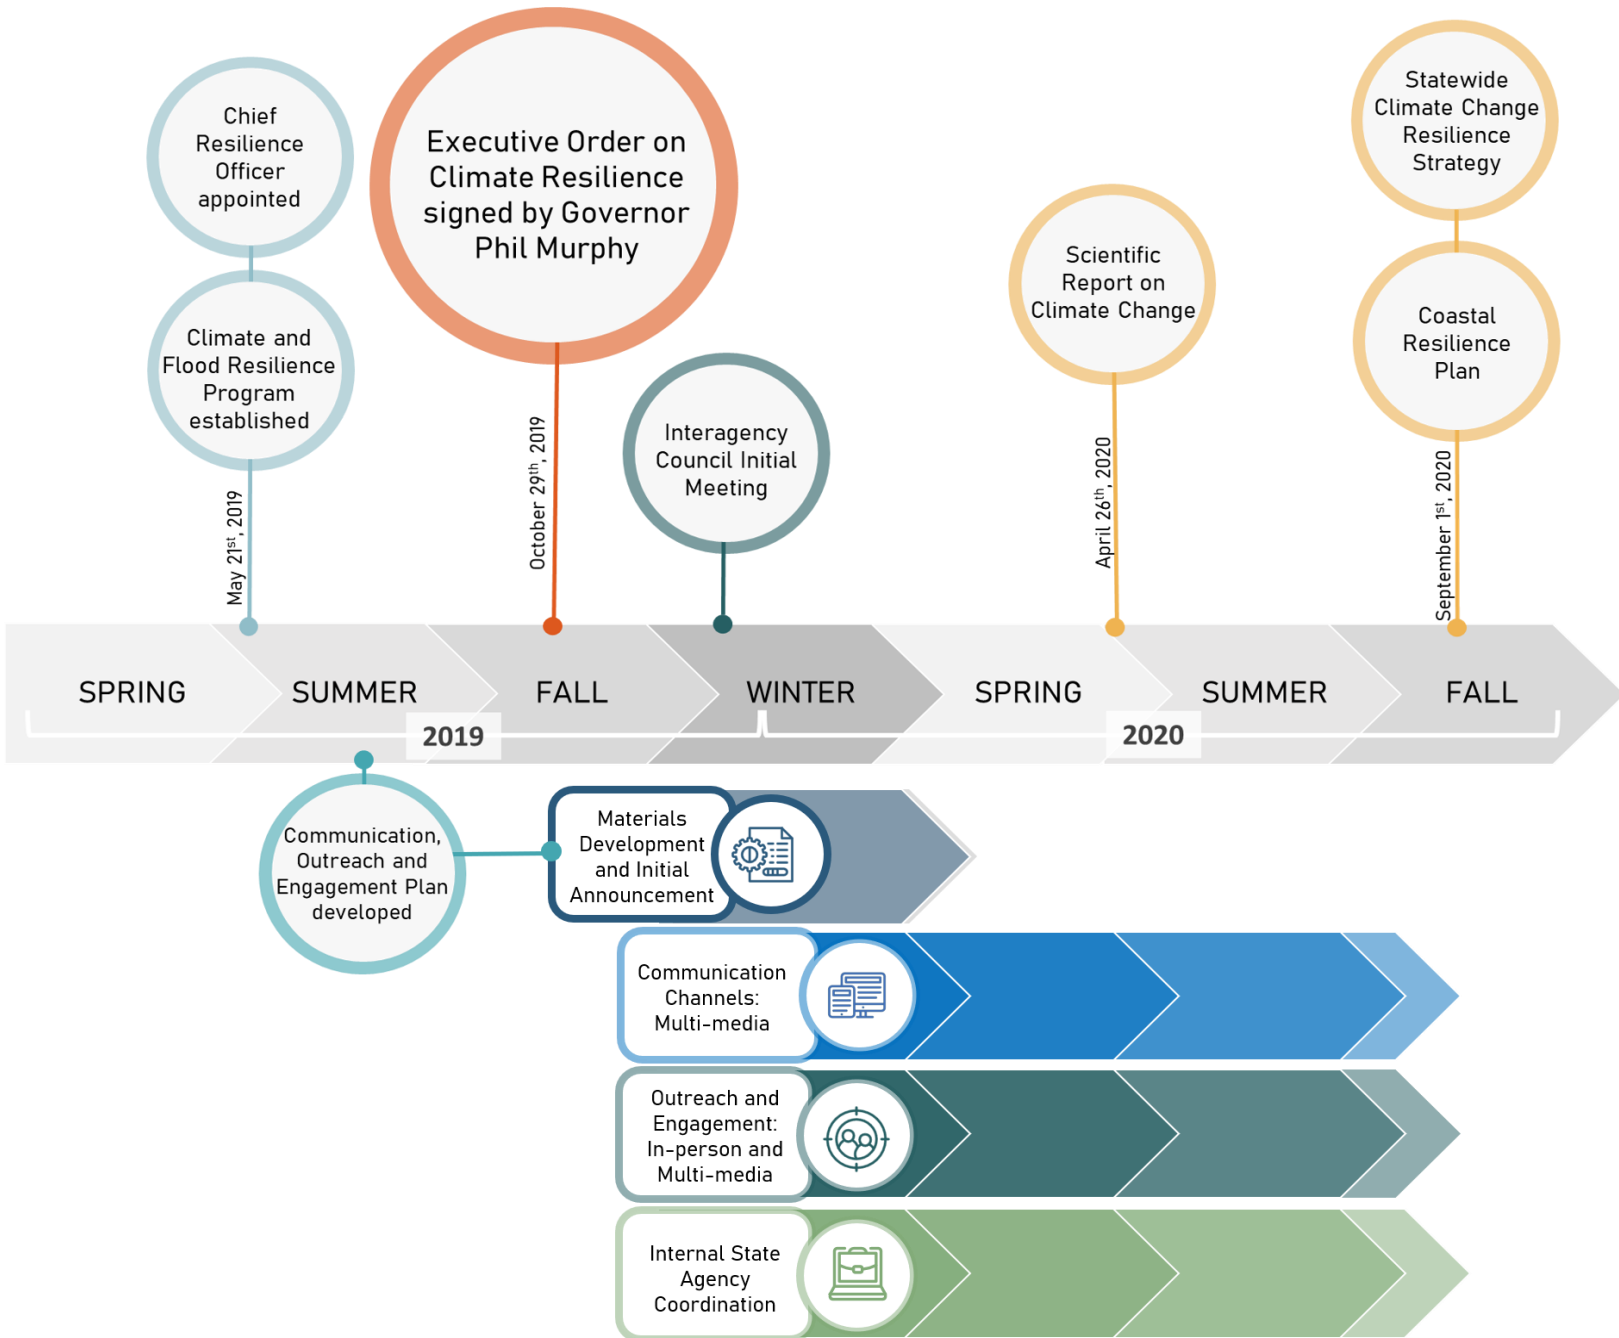 Chief
Resilience
Officer
appointed
Climate and
Flood Resilience
Program
established
May 21st, 2019
Executive Order on
Climate Resilience
signed by Governor
Phil Murphy
October 29th, 2019
Interagency
Council Initial
Meeting
Scientific
Report on
Climate Change
April 26th, 2020
Statewide
Climate Change
Resilience
Strategy
Coastal
Resilience
Plan
September 1st, 2020
SPRING
SUMMER
FALL
WINTER
SPRING
SUMMER
FALL
2019
2020
Communication,
Outreach and
Engagement Plan
developed
Materials
Development
and Initial
Announcement
Communication
Channels:
Multi-media
Outreach and
Engagement:
In-person and
Multi-media
Internal State
Agency
Coordination